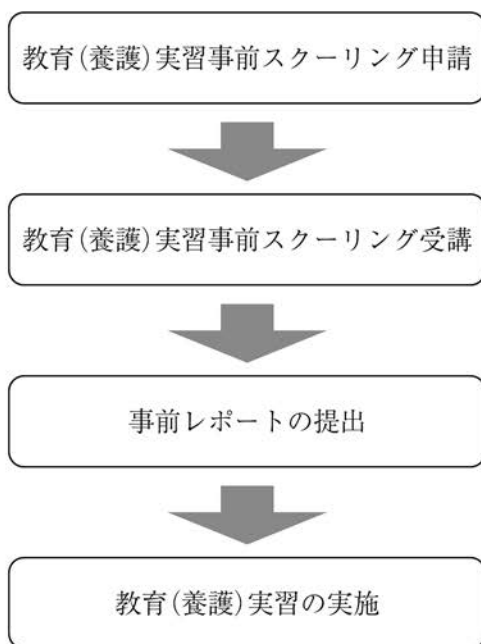 教育(養護)実習事前スクーリング申請
教育(養護)実習事前スクーリング受講
事前レポートの提出
教育(養護)実習の実施